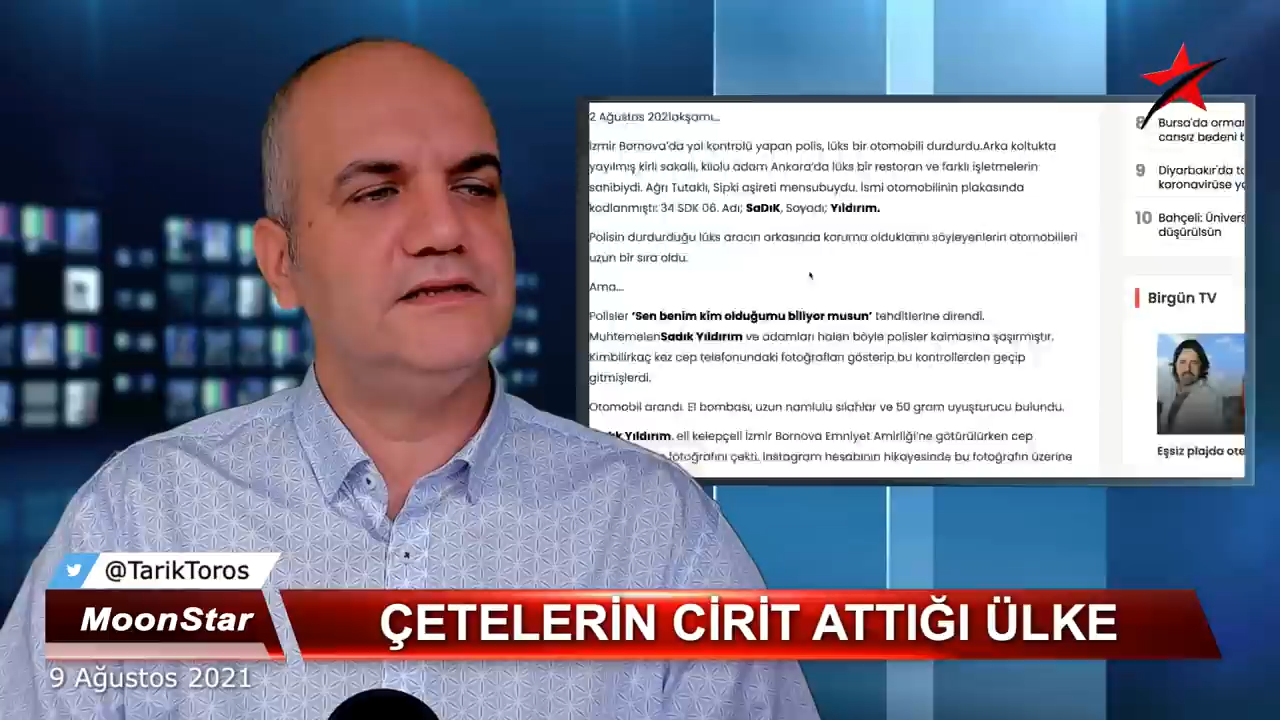 2 Ağustos 2021akşamı...
İzmir Bornova'da yol kontrolü yapan polis, lüks bir otomobili durdurdu.Arka koltukta
yayılmış kirli sakallı, kilolu adam Ankara'da lüks bir restoran ve farklı işletmelerin
sahibiydi. Ağrı Tutaklı, Sipki aşireti mensubuydu. İsmi otomobilinin plakasında
kodlanmıştı: 34 SDK 06. Adı; SaDıK, Soyadı; Yıldırım.
Polisin durdurduğu lüks aracın arkasında koruma olduklarını söyleyenlerin otomobilleri
uzun bir sıra oldu.
Ama...
Polisler 'Sen benim kim olduğumu biliyor musun' tehditlerine direndi.
MuhtemelenSadık Yıldırım ve adamları halen böyle polisler kalmasına şaşırmıştır.
Kimbilirkaç kez cep telefonundaki fotoğrafları gösterip bu kontrollerden geçip
gitmişlerdi.
Otomobil arandı. El bombası, uzun namlulu silahlar ve 50 gram uyuşturucu bulundu.
Yıldırım, eli kelepçeli İzmir Bornova Emniyet Amirliği'ne götürülürken cep
fotoğrafını çekti. Instagram hesabının hikayesinde bu fotoğrafın üzerine
8 Bursa'da orman
cansız bedeni b
9 Diyarbakır'da to
koronavirüse ya
10 Bahçeli: Ünivers
düşürülsün
Birgün TV
Eşsiz plajda ote
@TarikToros
MoonStar
ÇETELERİN CİRİT ATTIĞI ÜLKE
9 Ağustos 2021